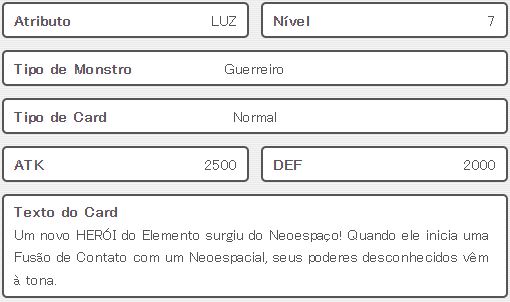 Atributo LUZ Nível 7
Tipo de Monstro Guerreiro
Tipo de Card Normal
ATK 2500 DEF 2000
Texto do Card
Um novo HERÓI do Elemento surgiu do Neoespaço! Quando ele inicia uma
Fusão de Contato com um Neoespacial, seus poderes desconhecidos vêm
à tona.